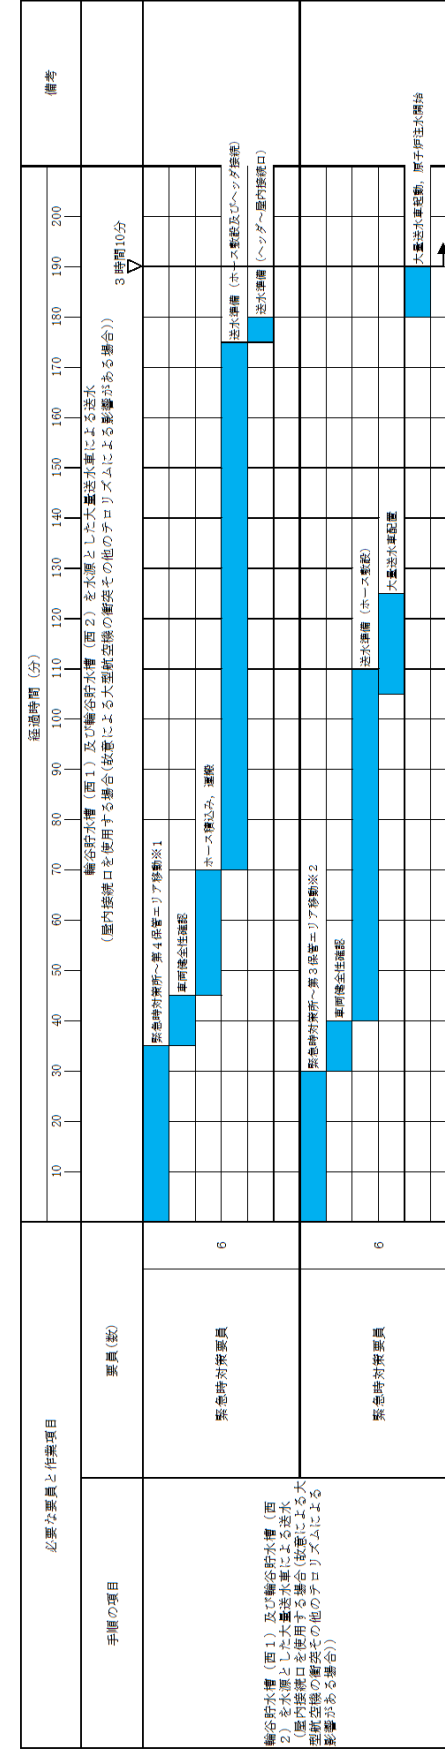 必要な要員と作業項目
経過時間（分）
備考
手順の項目
要員(数)
10 20 30 40 50 60 70 80 90 100 110 120 130 140 150 160 170 180 190 200
輪谷貯水槽（西１）及び輪谷貯水槽（西２）を水源とした大量送水車による送水
（屋内接続口を使用する場合(故意による大型航空機の衝突その他のテロリズムによる影響がある場合)）
３時間10分
輪谷貯水槽（西１）及び輪谷貯水槽（西
２）を水源とした大量送水車による送水
（屋内接続口を使用する場合(故意による大
型航空機の衝突その他のテロリズムによる
影響がある場合)）
緊急時対策要員
6
緊急時対策所～第４保管エリア移動※１
車両健全性確認
ホース積込み，運搬
送水準備（ホース敷設及びヘッダ接続）
送水準備（ヘッダ～屋内接続口）
緊急時対策要員
6
緊急時対策所～第３保管エリア移動※２
車両健全性確認
送水準備（ホース敷設）
大量送水車配置
大量送水車起動，原子炉注水開始